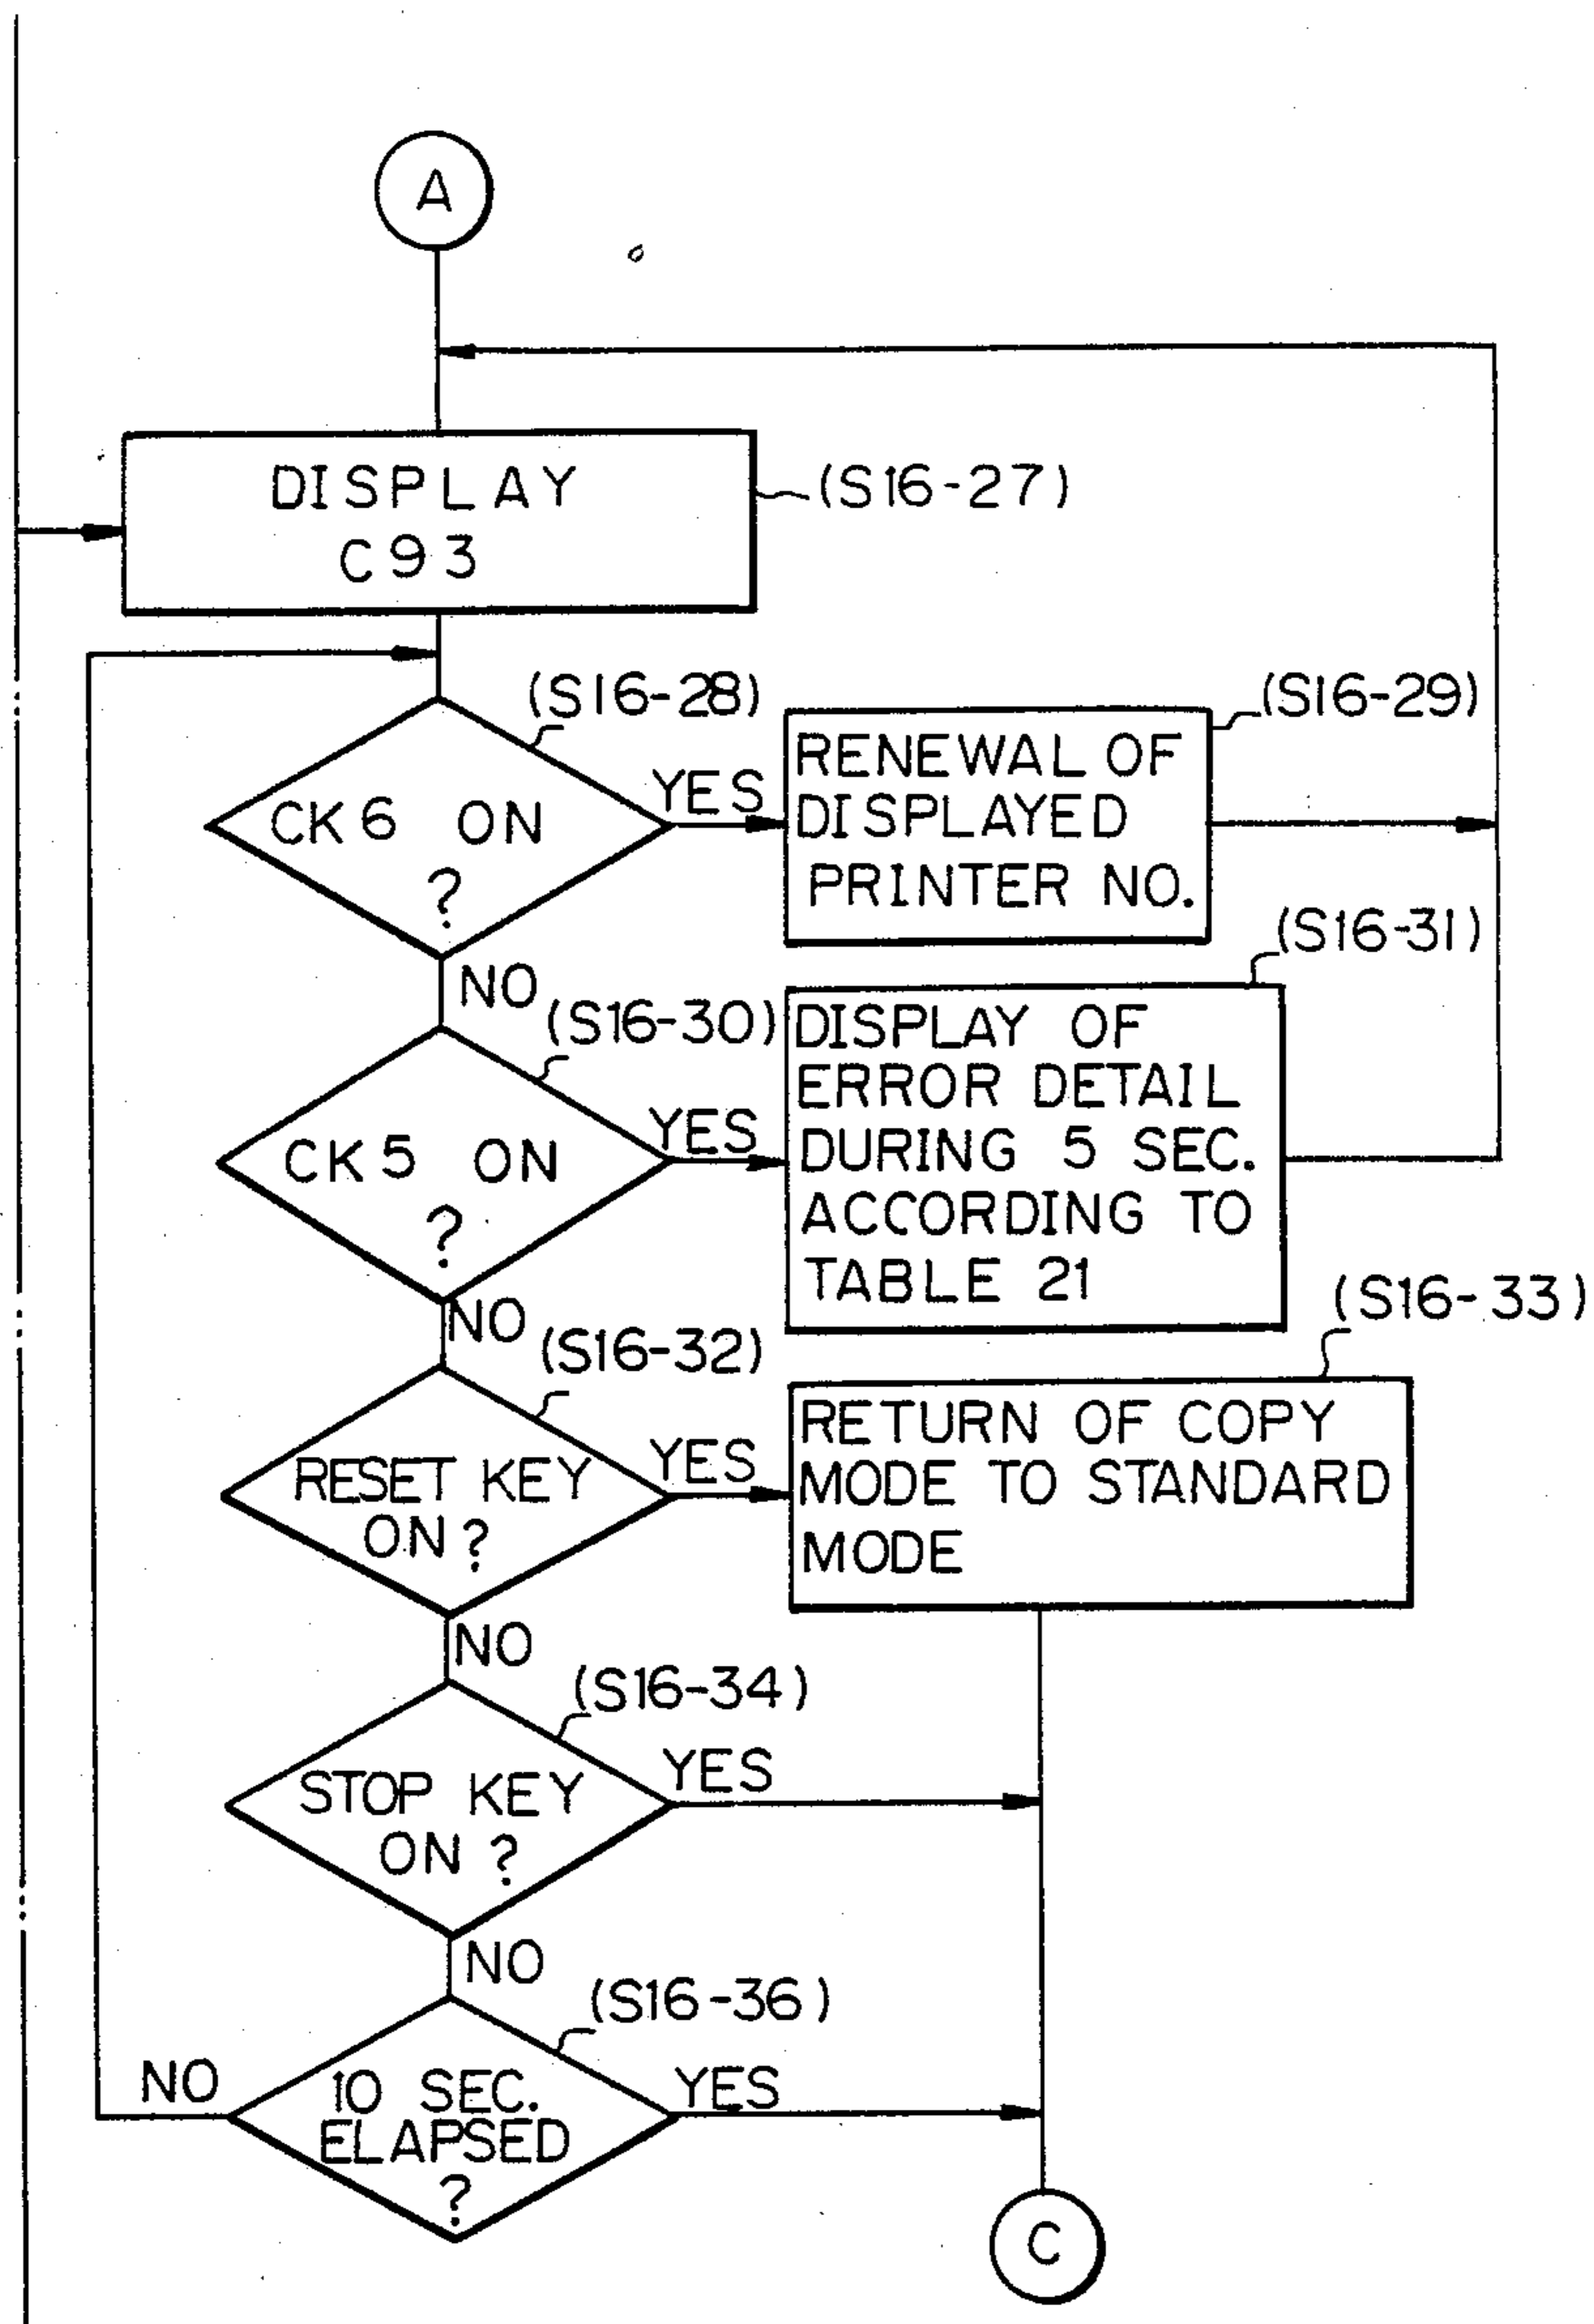 A
DISPLAY
C93
(S16-27)
(S16-28)
CK6 ON
?
YES
NO
(S16-29)
RENEWAL OF
DISPLAYED
PRINTER NO.
(S16-30)
CK5 ON
?
YES
NO
(S16-31)
DISPLAY OF
ERROR DETAIL
DURING 5 SEC.
ACCORDING TO
TABLE 21
(S16-32)
RESET KEY
ON?
YES
NO
(S16-33)
RETURN OF COPY
MODE TO STANDARD
MODE
(S16-34)
STOP KEY
ON?
YES
NO
(S16-36)
10 SEC.
ELAPSED
?
YES
NO
C